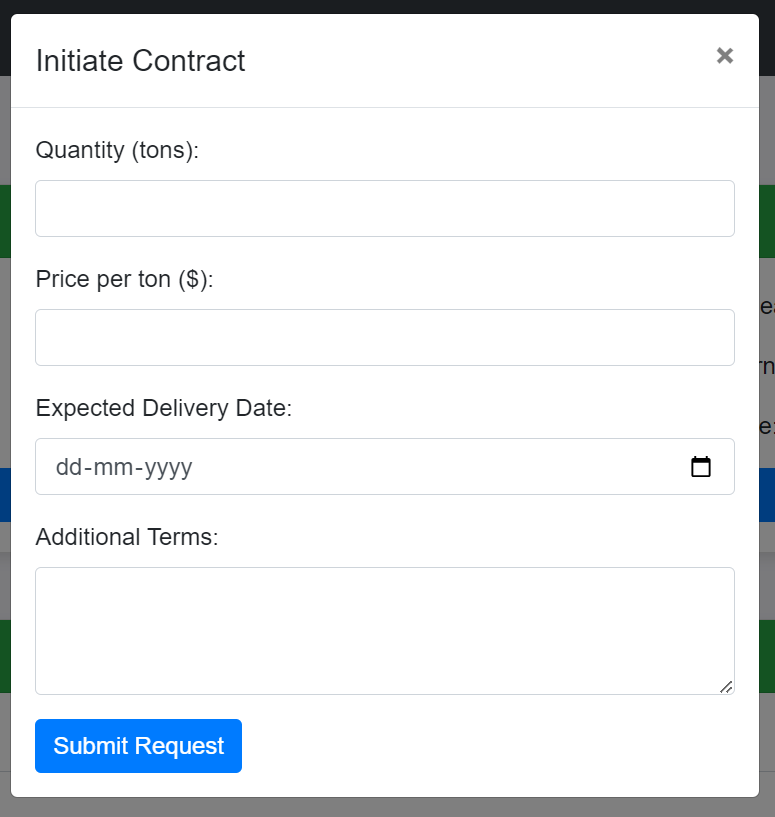 Initiate Contract
×
Quantity (tons):
Price per ton ($):
Expected Delivery Date:
dd-mm-yyyy
Additional Terms:
Submit Request